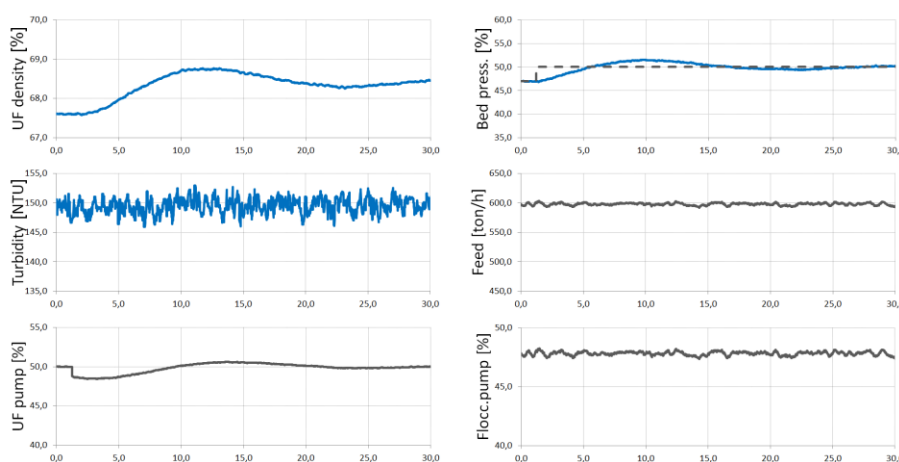 UF density [%]
70,0
69,0
68,0
67,0
0,0 5,0 10,0 15,0 20,0 25,0 30,0
Bed press. [%]
60,0
55,0
50,0
45,0
40,0
35,0
0,0 5,0 10,0 15,0 20,0 25,0 30,0
Turbidity [NTU]
155,0
150,0
145,0
140,0
135,0
0,0 5,0 10,0 15,0 20,0 25,0 30,0
Feed [ton/h]
650,0
600,0
550,0
500,0
450,0
0,0 5,0 10,0 15,0 20,0 25,0 30,0
UF pump [%]
55,0
50,0
45,0
40,0
0,0 5,0 10,0 15,0 20,0 25,0 30,0
Flocc.pump [%]
50,0
45,0
40,0
0,0 5,0 10,0 15,0 20,0 25,0 30,0